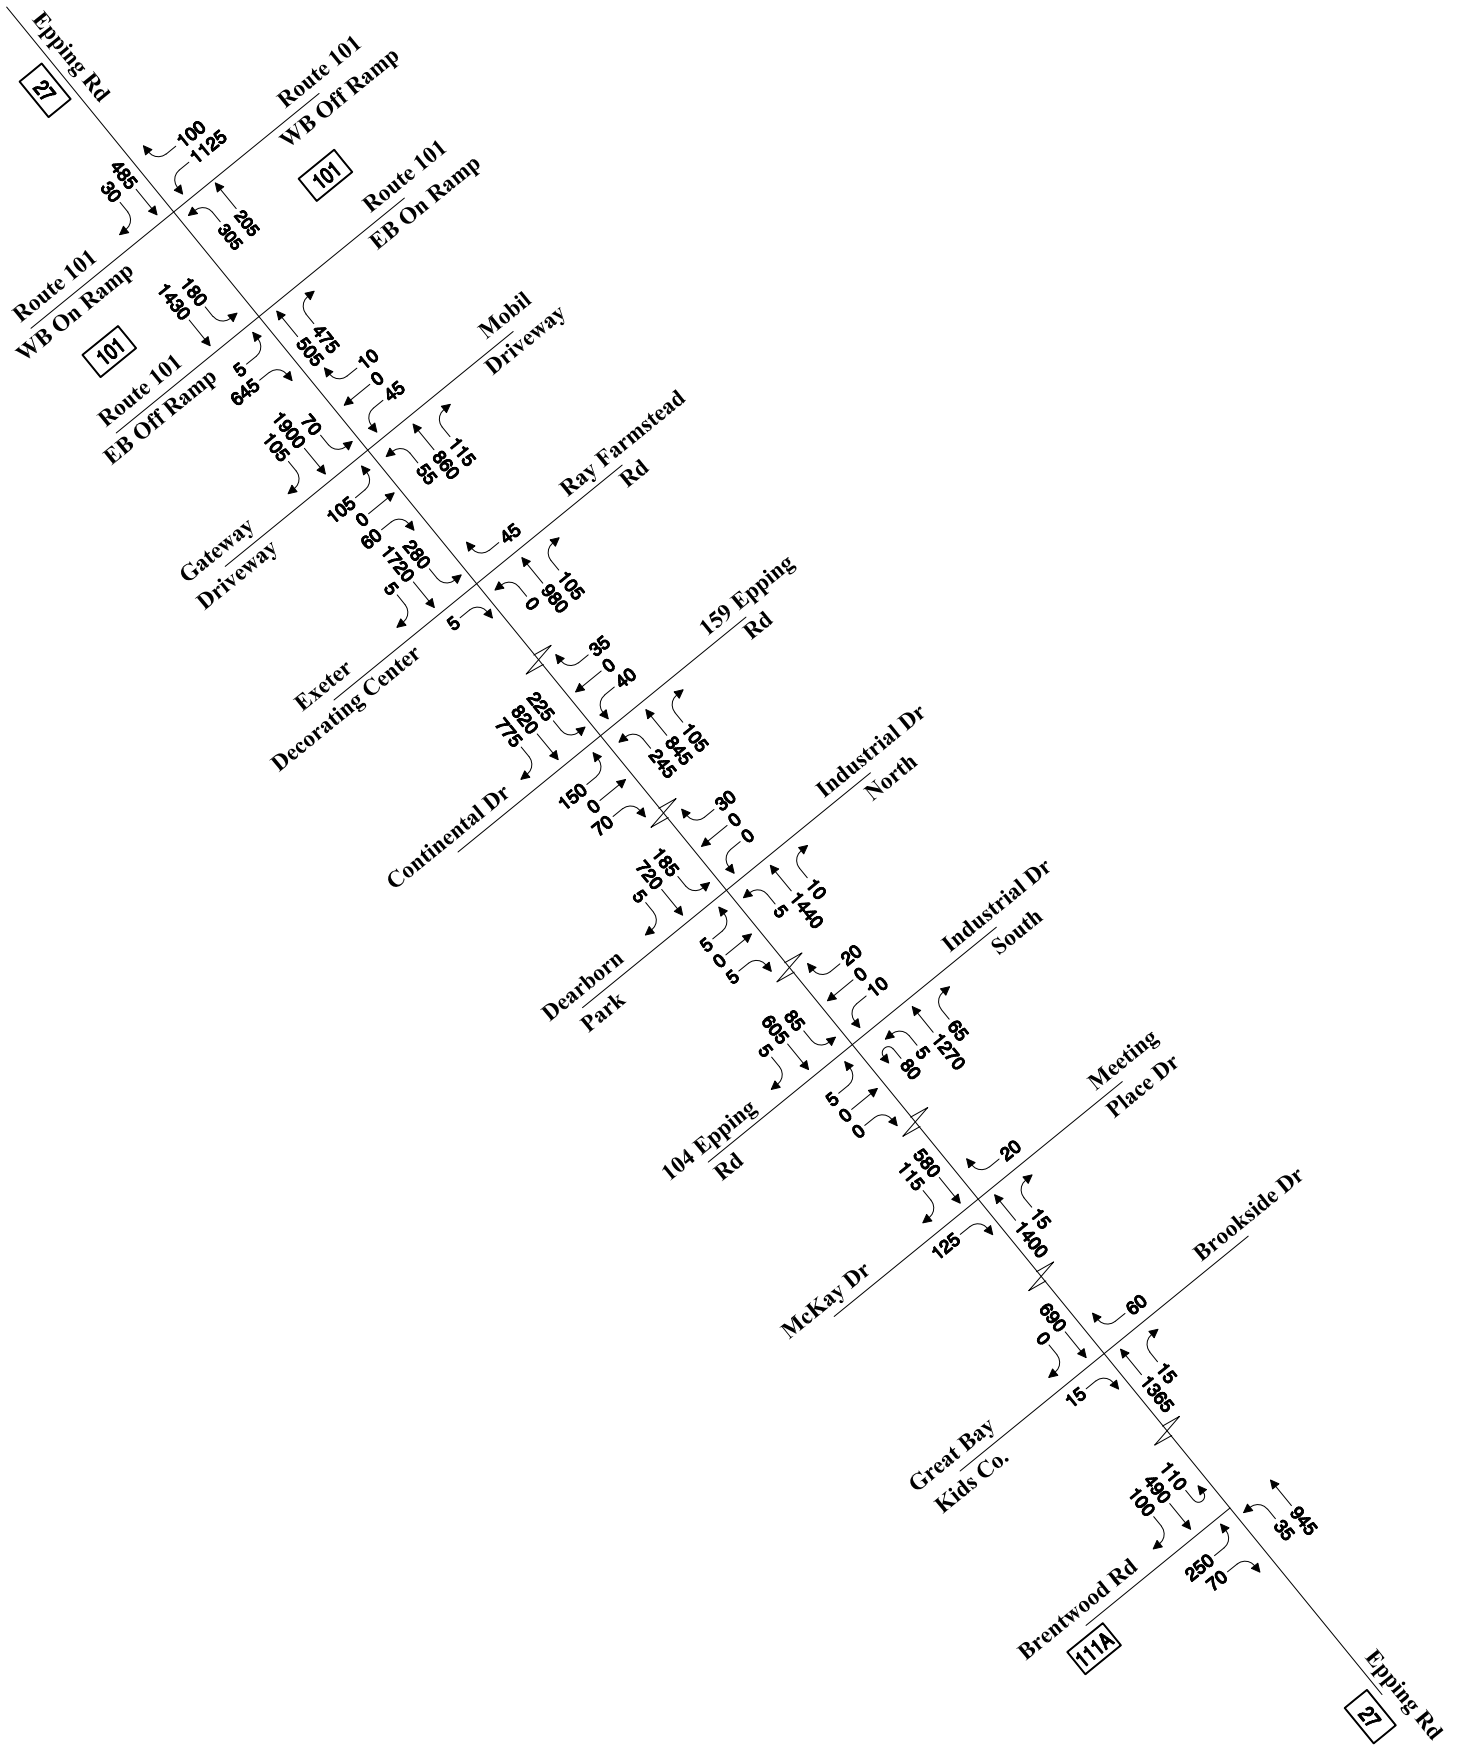 Epping Rd
27
Route 101
WB Off Ramp
100
1125
485
30
205
305
101
Route 101
WB On Ramp
101
Route 101
EB On Ramp
180
1430
475
505
5
645
Route 101
EB Off Ramp
Mobil
Driveway
10
0
45
70
1900
105
115
860
55
105
0
60
Gateway
Driveway
Ray Farmstead
Rd
45
280
1720
5
105
980
0
5
Exeter
Decorating Center
159 Epping
Rd
35
0
40
225
820
775
105
845
245
150
0
70
Continental Dr
Industrial Dr
North
30
0
0
185
720
5
10
1440
5
5
0
5
Dearborn
Park
Industrial Dr
South
20
0
10
85
605
5
65
1270
5
80
5
0
0
104 Epping
Rd
Meeting
Place Dr
20
580
115
15
1400
125
McKay Dr
Brookside Dr
60
690
0
15
1365
15
Great Bay
Kids Co.
110
490
100
945
35
250
70
Brentwood Rd
111A
Epping Rd
27